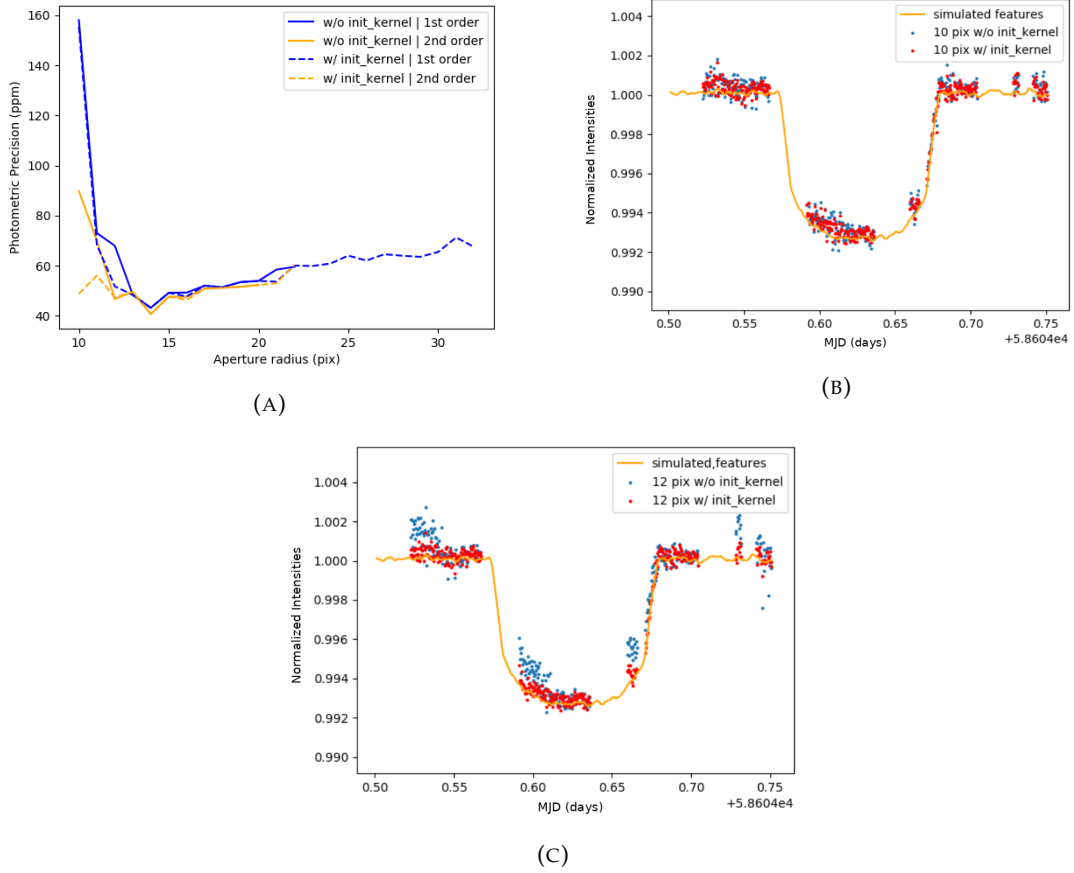 160
140
120
100
80
60
40
Photometric Precision (ppm)
w/o init_kernel | 1st order
w/o init_kernel | 2nd order
w/ init_kernel | 1st order
w/ init_kernel | 2nd order
10 15 20 25 30
Aperture radius (pix)
(A)
1.004
1.002
1.000
0.998
0.996
0.994
0.992
0.990
Normalized Intensities
simulated features
10 pix w/o init_kernel
10 pix w/ init_kernel
0.50 0.55 0.60 0.65 0.70 0.75
MJD (days)
+5.8604e4
(B)
1.004
1.002
1.000
0.998
0.996
0.994
0.992
0.990
Normalized Intensities
simulated,features
12 pix w/o init_kernel
12 pix w/ init_kernel
0.50 0.55 0.60 0.65 0.70 0.75
MJD (days)
+5.8604e4
(C)